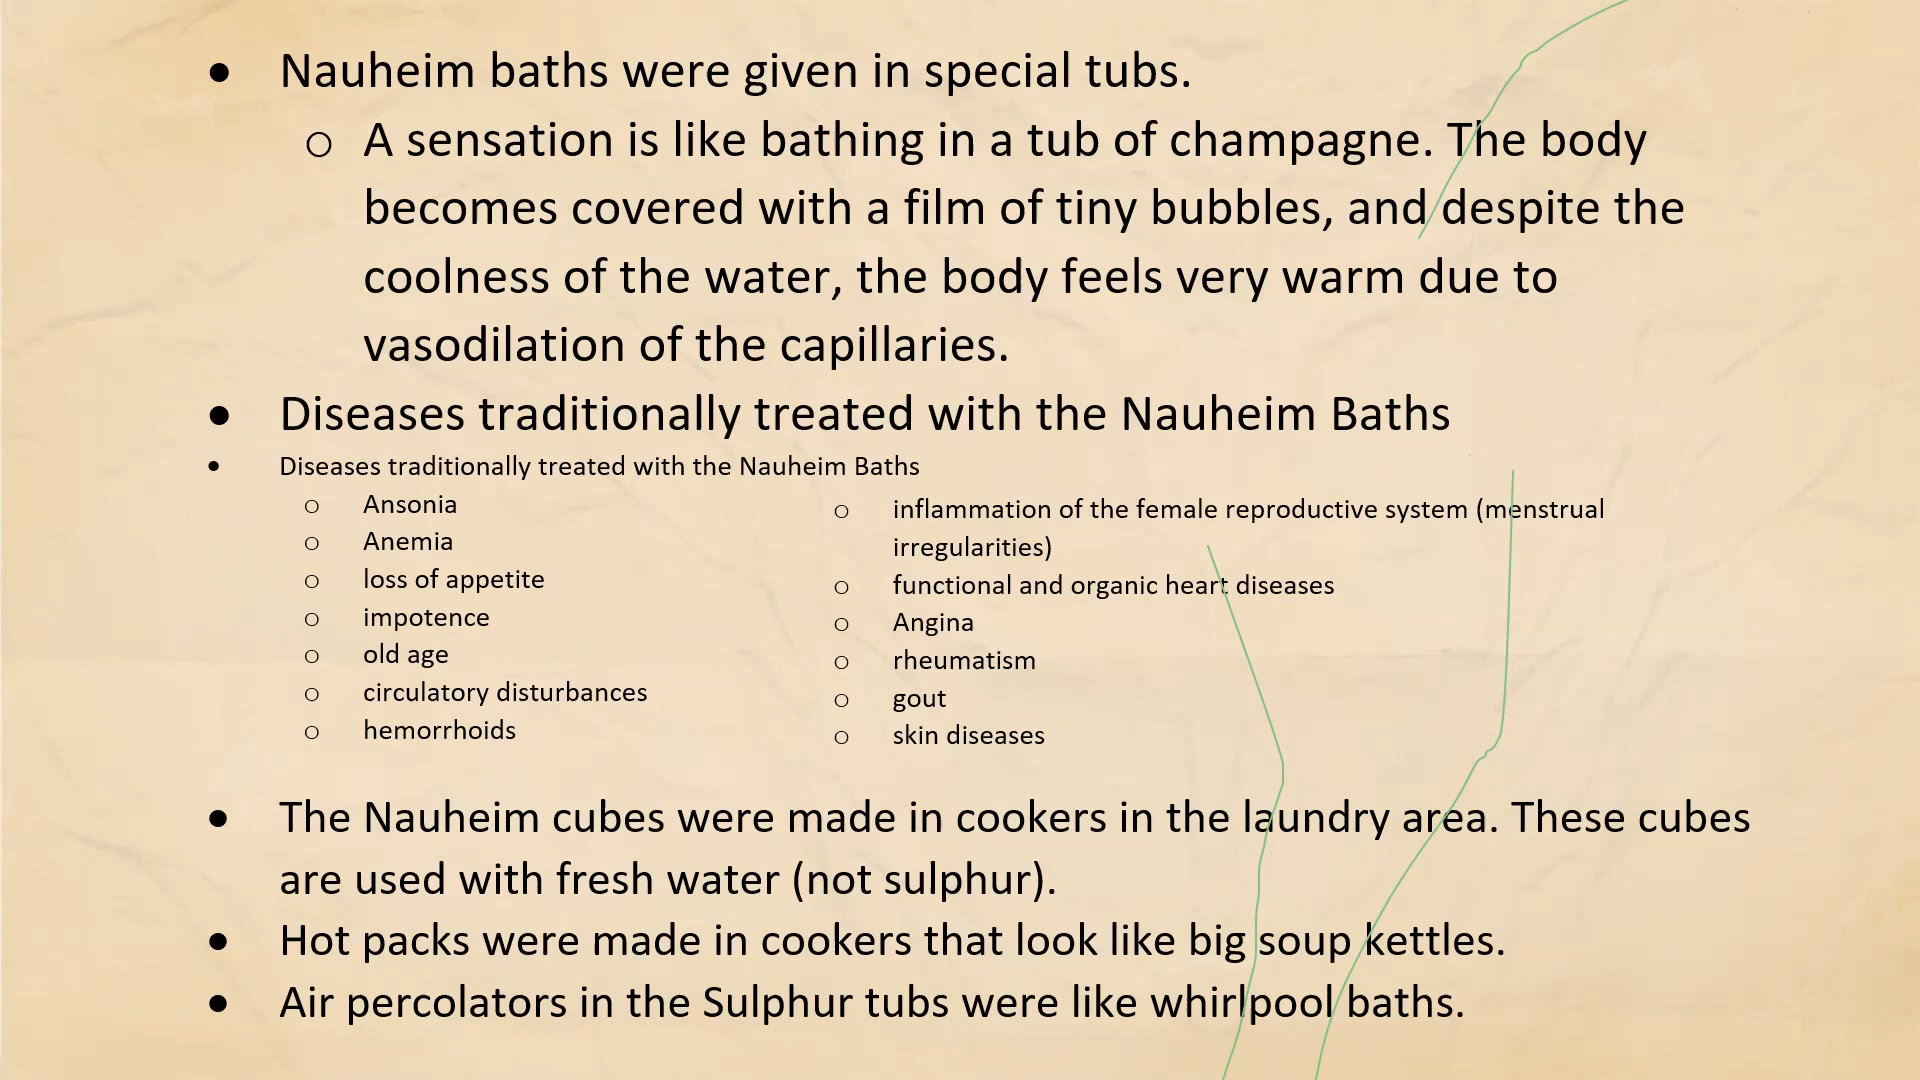 • Nauheim baths were given in special tubs.
o A sensation is like bathing in a tub of champagne. The body
becomes covered with a film of tiny bubbles, and despite the
coolness of the water, the body feels very warm due to
vasodilation of the capillaries.
• Diseases traditionally treated with the Nauheim Baths
• Diseases traditionally treated with the Nauheim Baths
o Ansonia
o Anemia
o loss of appetite
o impotence
o old age
o circulatory disturbances
o hemorrhoids
o inflammation of the female reproductive system (menstrual
irregularities)
o functional and organic heart diseases
o Angina
o rheumatism
o gout
o skin diseases
• The Nauheim cubes were made in cookers in the laundry area. These cubes
are used with fresh water (not sulphur).
• Hot packs were made in cookers that look like big soup kettles.
• Air percolators in the Sulphur tubs were like whirlpool baths.